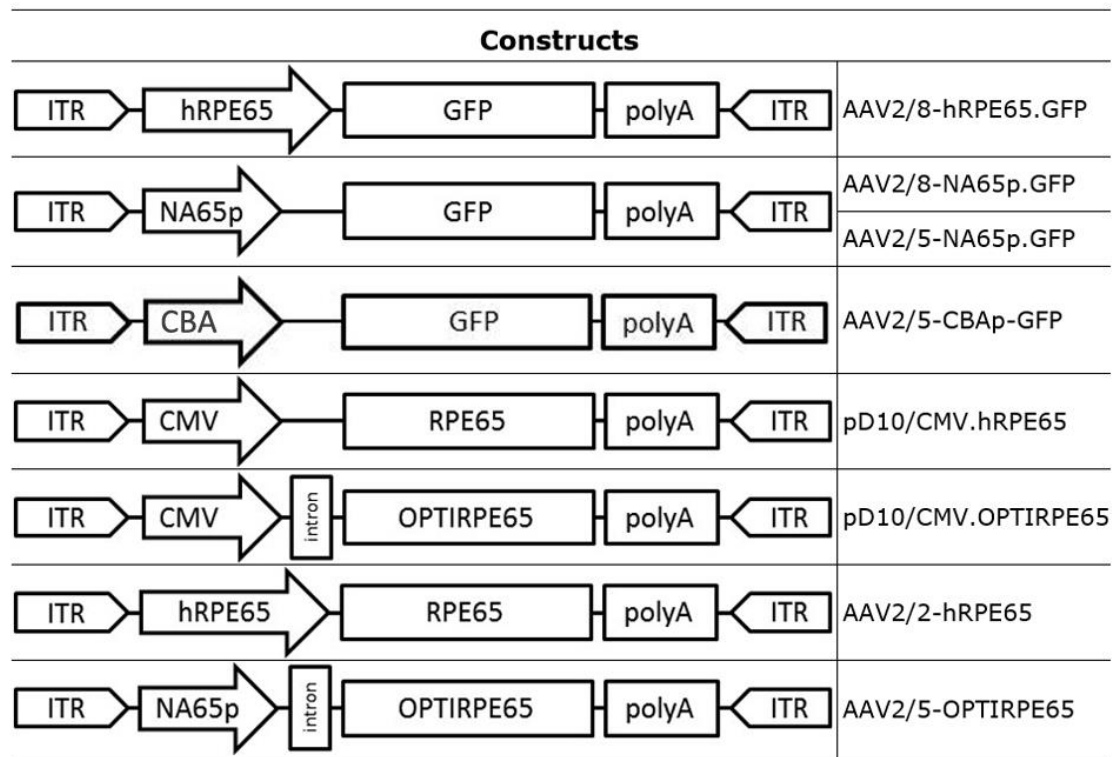 Constructs
ITR hRPE65 GFP polyA ITR AAV2/8-hRPE65.GFP
AAV2/8-NA65p.GFP
ITR NA65p GFP polyA ITR
AAV2/5-NA65p.GFP
ITR CBA GFP polyA ITR AAV2/5-CBAp-GFP
ITR CMV RPE65 polyA ITR pD10/CMV.hRPE65
ITR CMV intron OPTIRPE65 polyA ITR pD10/CMV.OPTIRPE65
ITR hRPE65 RPE65 polyA ITR AAV2/2-hRPE65
ITR NA65p intron OPTIRPE65 polyA ITR AAV2/5-OPTIRPE65